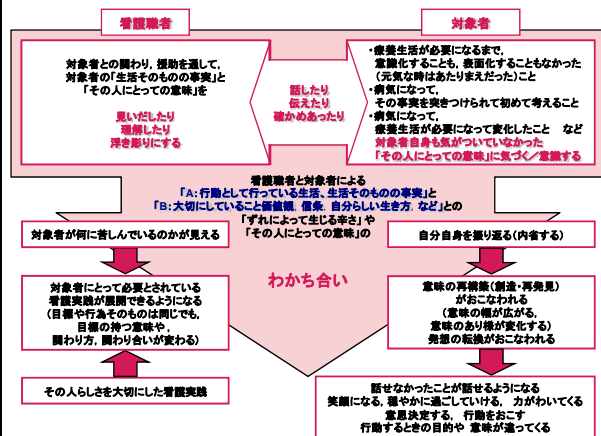 看護職者
対象者
対象者との関わり，援助を通して，
対象者の「生活そのものの事実」と
「その人にとっての意味」を
見いだしたり
理解したり
浮き彫りにする
話したり
伝えたり
確かめあったり
・療養生活が必要になるまで，
意識化することも、表面化することもなかった
（元気な時はあたりまえだった）こと
・病気になって，
その事実を突きつけられて初めて考えること
・病気になって，
療養生活が必要になって変化したこと　など
対象者自身も気がついていなかった
「その人にとっての意味」に気づく／意識する
看護職者と対象者による
「A：行動として行っている生活、生活そのものの事実」と
「B：大切にしていること価値観，信条，自分らしい生き方，など」との
「ずれによって生じる辛さ」や
「その人にとっての意味」の
わかち合い
対象者が何に苦しんでいるのかが見える
対象者にとって必要とされている
看護実践が展開できるようになる
（目標や行為そのものは同じでも，
目標の持つ意味や，
関わり方，関わり合いが変わる）
その人らしさを大切にした看護実践
自分自身を振り返る（内省する）
意味の再構築（創造・再発見）
がおこなわれる
（意味の幅が広がる，
意味のあり様が変化する）
発想の転換がおこなわれる
話せなかったことが話せるようになる
笑顔になる，穏やかに過ごしていける，力がわいてくる
意思決定する，行動をおこす
行動するときの目的や 意味が違ってくる